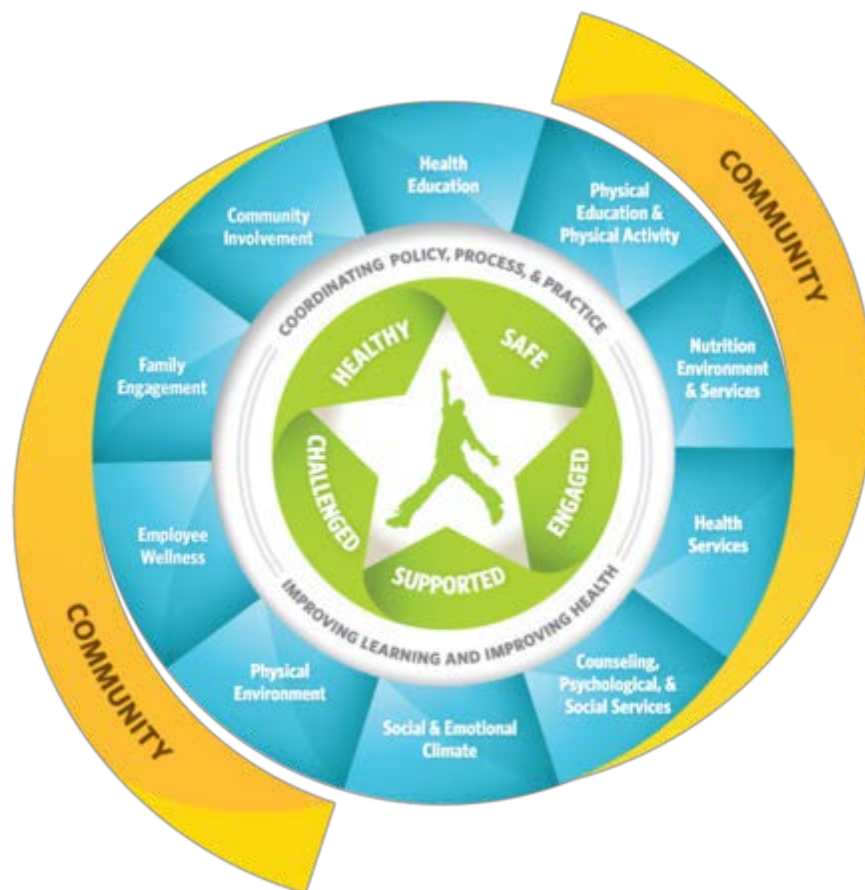 COMMUNITY
Health
Education
Physical
Education &
Physical Activity
Nutrition
Environment
& Services
Health
Services
Counseling,
Psychological, &
Social Services
Social & Emotional
Climate
Physical
Environment
Employee
Wellness
Family
Engagement
Community
Involvement
COORDINATING POLICY, PROCESS, & PRACTICE
IMPROVING LEARNING AND IMPROVING HEALTH
HEALTHY
SAFE
ENGAGED
SUPPORTED
CHALLENGED
COMMUNITY